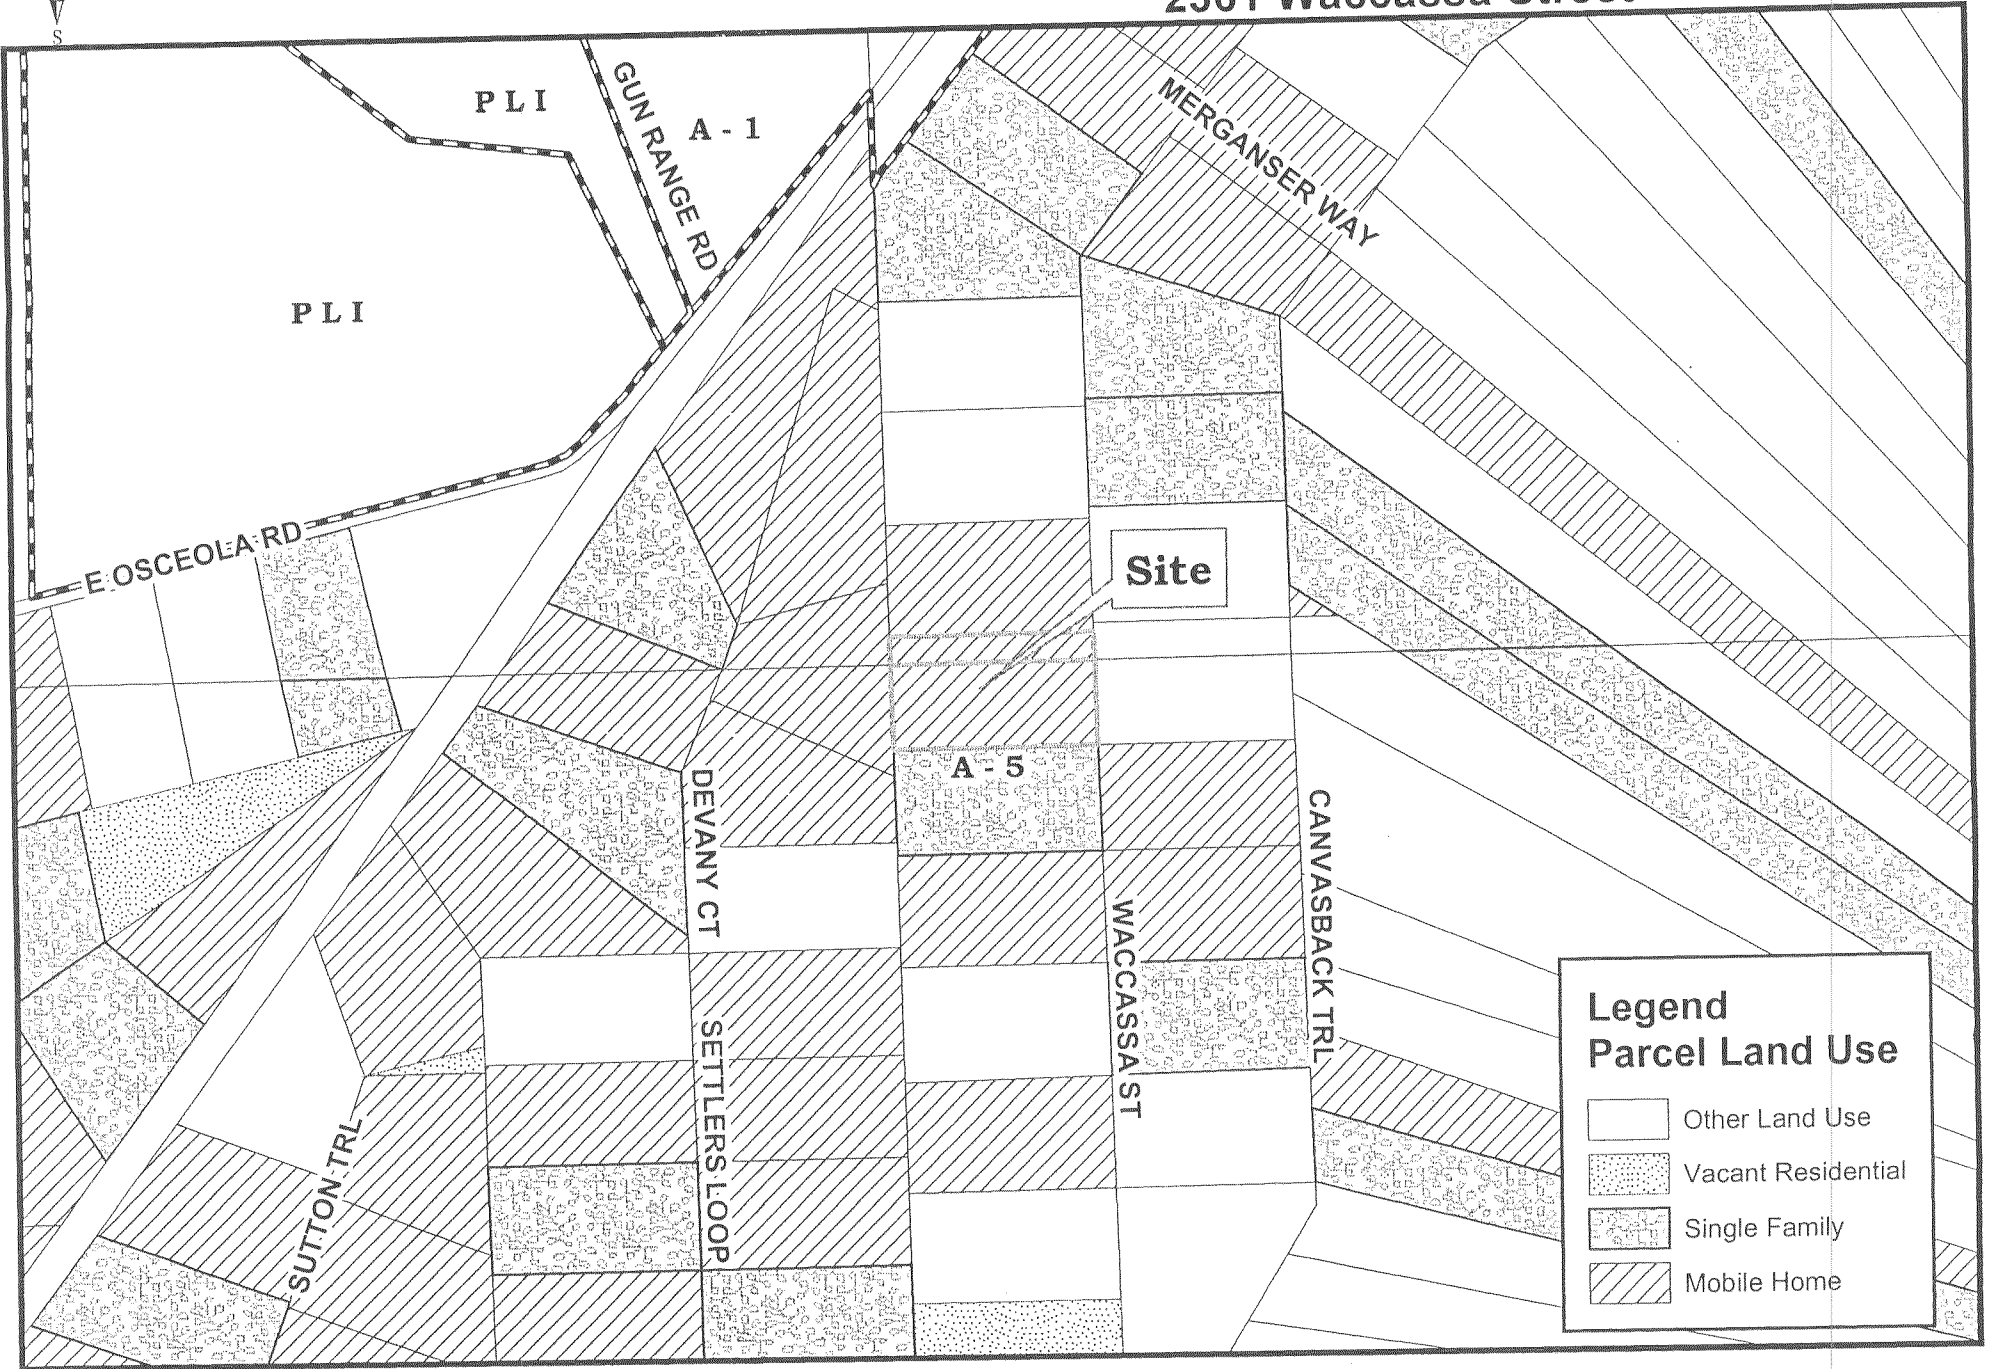 S
PLI
GUN RANGE RD
A - 1
MERGANSER WAY
PLI
E OSCEOLA RD
Site
A - 5
DEVANY CT
CANVASBACK TRL
WACCASSA ST
SETTLERS LOOP
SUTTON TRL
Legend
Parcel Land Use
Other Land Use
Vacant Residential
Single Family
Mobile Home